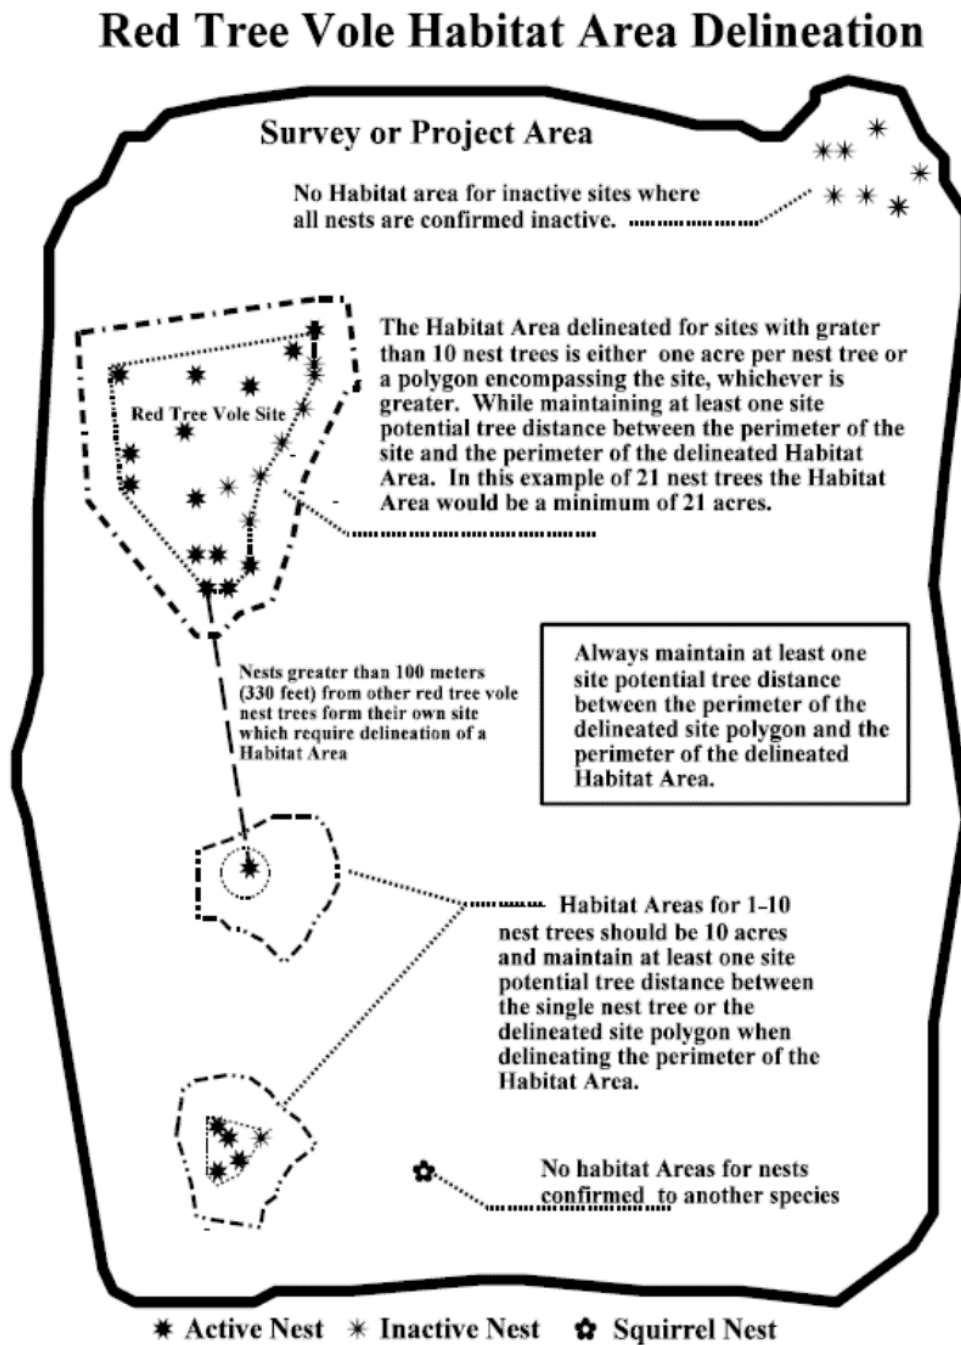 Red Tree Vole Habitat Area Delineation
Survey or Project Area
No Habitat area for inactive sites where
all nests are confirmed inactive.
The Habitat Area delineated for sites with grater
than 10 nest trees is either one acre per nest tree or
a polygon encompassing the site, whichever is
greater. While maintaining at least one site
potential tree distance between the perimeter of the
site and the perimeter of the delineated Habitat
Area. In this example of 21 nest trees the Habitat
Area would be a minimum of 21 acres.
Red Tree Vole Site
Nests greater than 100 meters
(330 feet) from other red tree vole
nest trees form their own site
which require delineation of a
Habitat Area
Always maintain at least one
site potential tree distance
between the perimeter of the
delineated site polygon and the
perimeter of the delineated
Habitat Area.
Habitat Areas for 1-10
nest trees should be 10 acres
and maintain at least one site
potential tree distance between
the single nest tree or the
delineated site polygon when
delineating the perimeter of the
Habitat Area.
No habitat Areas for nests
confirmed to another species
Active Nest Inactive Nest Squirrel Nest